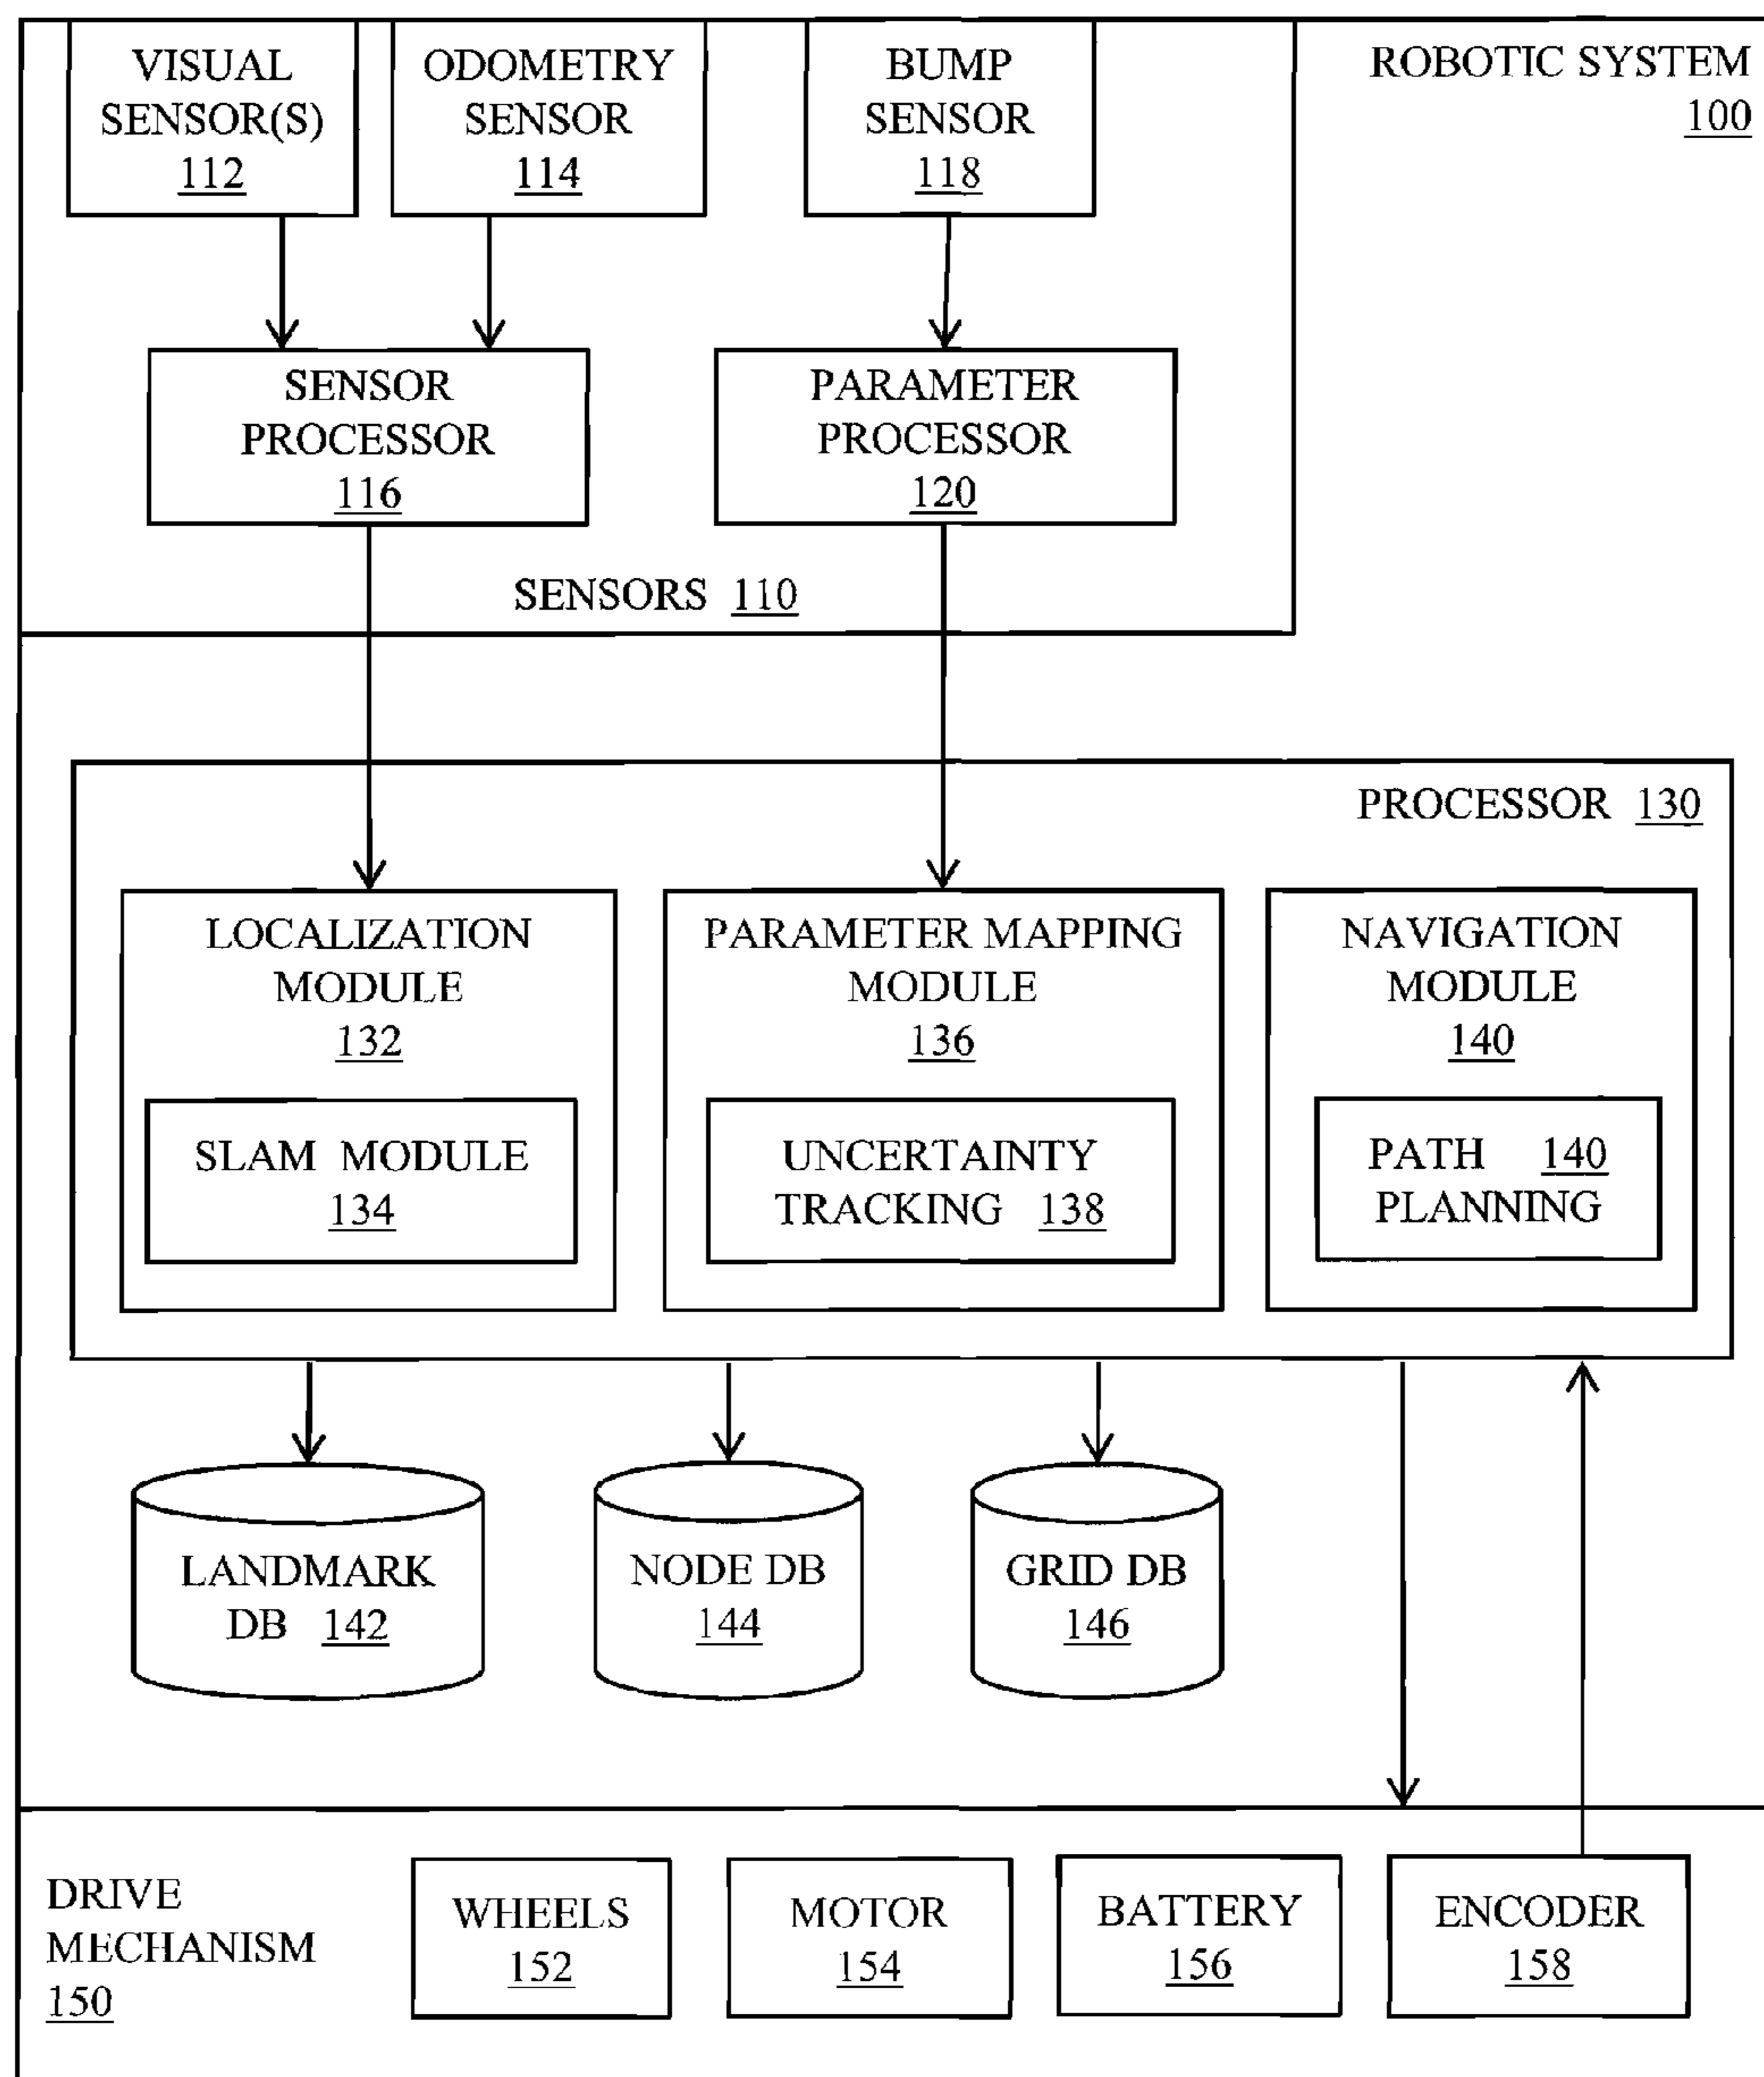 VISUAL
SENSOR(S)
112
ODOMETRY
SENSOR
114
BUMP
SENSOR
118
ROBOTIC SYSTEM
100
SENSOR
PROCESSOR
116
PARAMETER
PROCESSOR
120
SENSORS 110
PROCESSOR 130
LOCALIZATION
MODULE
132
SLAM MODULE
134
PARAMETER MAPPING
MODULE
136
UNCERTAINTY
TRACKING 138
NAVIGATION
MODULE
140
PATH 140
PLANNING
LANDMARK
DB 142
NODE DB
144
GRID DB
146
DRIVE
MECHANISM
150
WHEELS
152
MOTOR
154
BATTERY
156
ENCODER
158